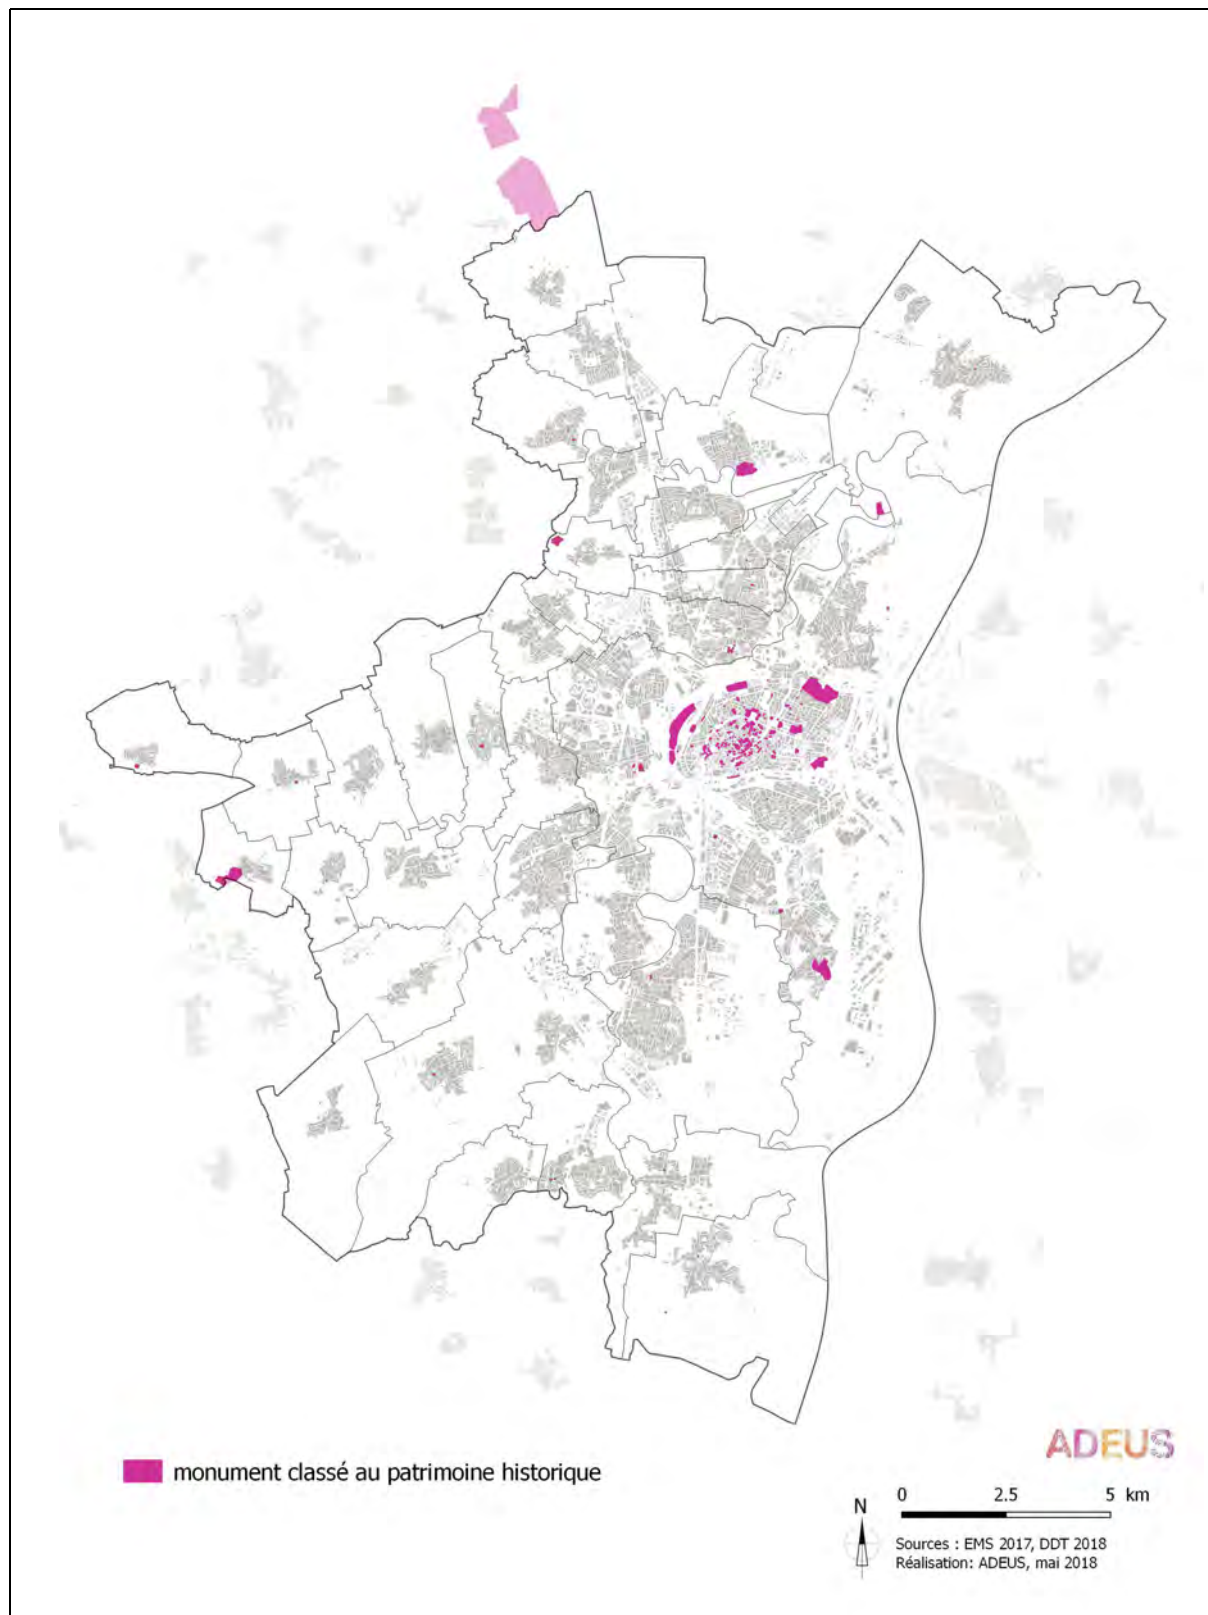 ADEUS
monument classé au patrimoine historique
N
0 2.5 5 km
Sources : EMS 2017, DDT 2018
Réalisation: ADEUS, mai 2018